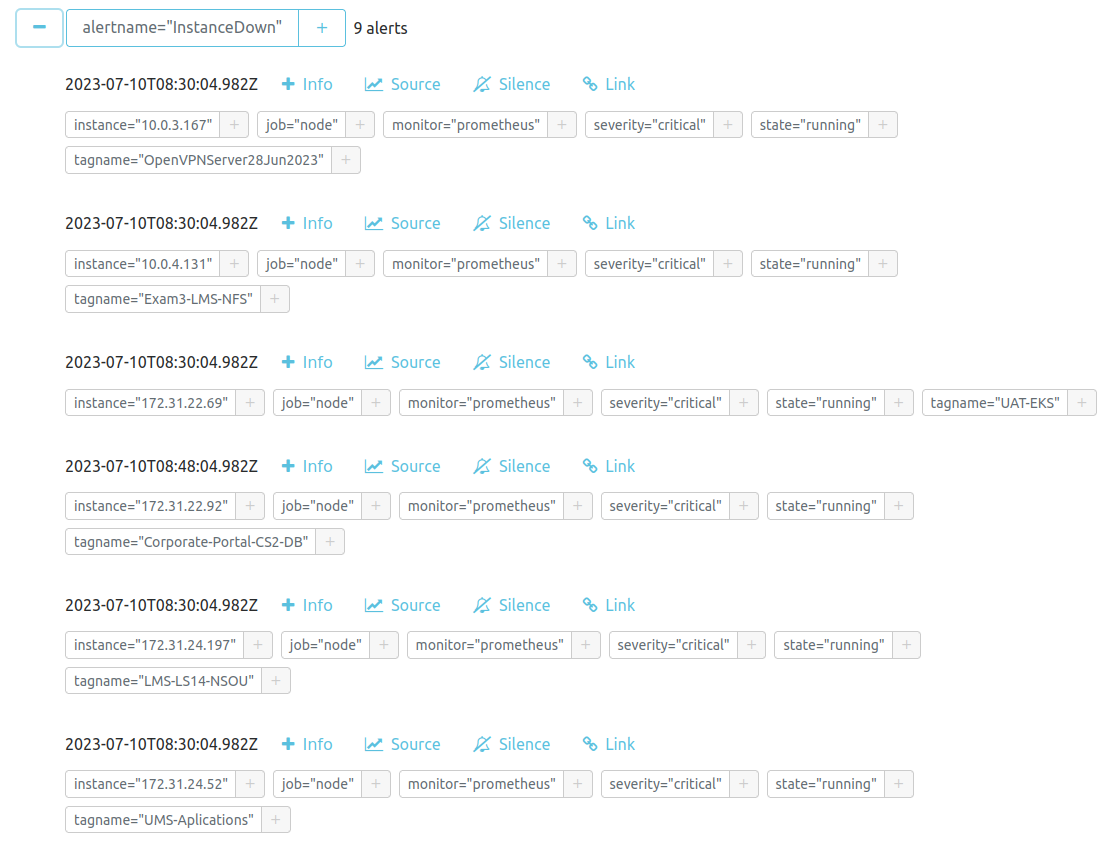 − alertname="InstanceDown" + 9 alerts
2023-07-10T08:30:04.982Z + Info Source Silence Link
instance="10.0.3.167" + job="node" + monitor="prometheus" + severity="critical" + state="running" +
tagname="OpenVPNServer28Jun2023" +
2023-07-10T08:30:04.982Z + Info Source Silence Link
instance="10.0.4.131" + job="node" + monitor="prometheus" + severity="critical" + state="running" +
tagname="Exam3-LMS-NFS" +
2023-07-10T08:30:04.982Z + Info Source Silence Link
instance="172.31.22.69" + job="node" + monitor="prometheus" + severity="critical" + state="running" + tagname="UAT-EKS" +
2023-07-10T08:48:04.982Z + Info Source Silence Link
instance="172.31.22.92" + job="node" + monitor="prometheus" + severity="critical" + state="running" +
tagname="Corporate-Portal-CS2-DB" +
2023-07-10T08:30:04.982Z + Info Source Silence Link
instance="172.31.24.197" + job="node" + monitor="prometheus" + severity="critical" + state="running" +
tagname="LMS-LS14-NSOU" +
2023-07-10T08:30:04.982Z + Info Source Silence Link
instance="172.31.24.52" + job="node" + monitor="prometheus" + severity="critical" + state="running" +
tagname="UMS-Aplications" +